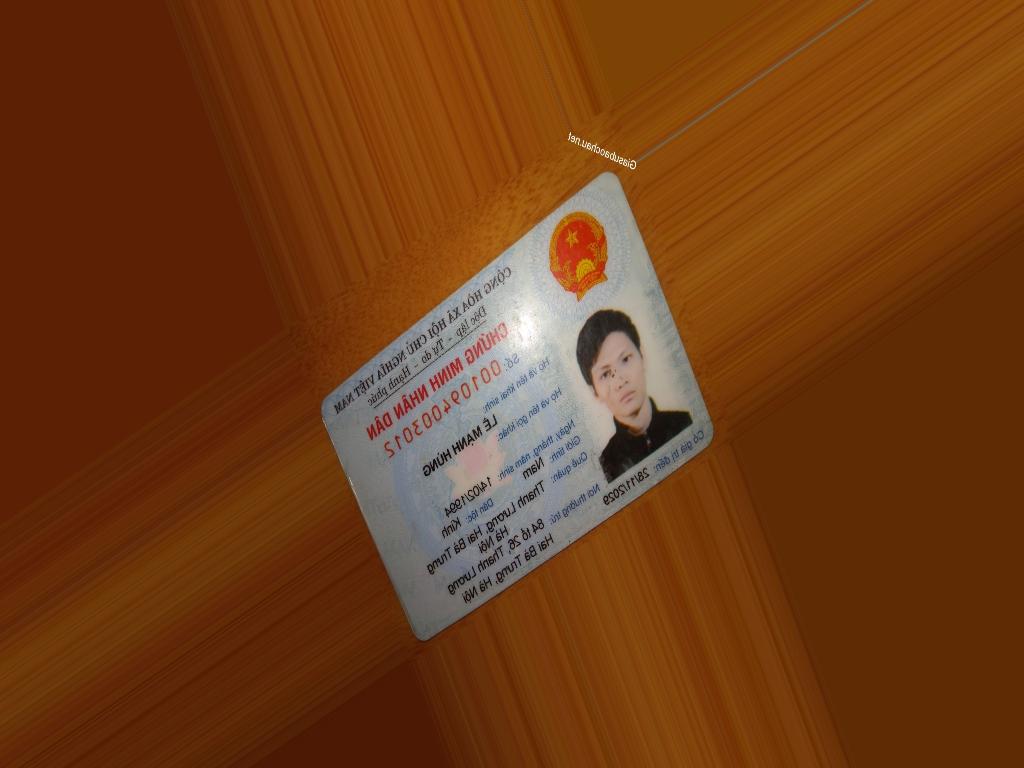 Giasubaochau.net
CỘNG HÒA XÃ HỘI CHỦ NGHĨA VIỆT NAM
Độc lập - Tự do - Hạnh phúc
CHỨNG MINH NHÂN DÂN
Số: 001094003012
Họ và tên khai sinh:
LÊ MẠNH HÙNG
Họ và tên gọi khác:
Ngày, tháng, năm sinh: 14/02/1994
Giới tính: Nam Dân tộc: Kinh
Quê quán: Thanh Lương, Hai Bà Trưng
Hà Nội
Nơi thường trú: 84 tổ 26, Thanh Lương
Hai Bà Trưng, Hà Nội
Có giá trị đến: 28/11/2029